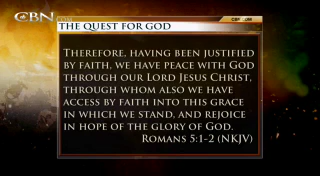 CBN
THE QUEST FOR GOD
THEREFORE, HAVING BEEN JUSTIFIED
BY FAITH, WE HAVE PEACE WITH GOD
THROUGH OUR LORD JESUS CHRIST,
THROUGH WHOM ALSO WE HAVE
ACCESS BY FAITH INTO THIS GRACE
IN WHICH WE STAND, AND REJOICE
IN HOPE OF THE GLORY OF GOD.
ROMANS 5:1-2 (NKJV)